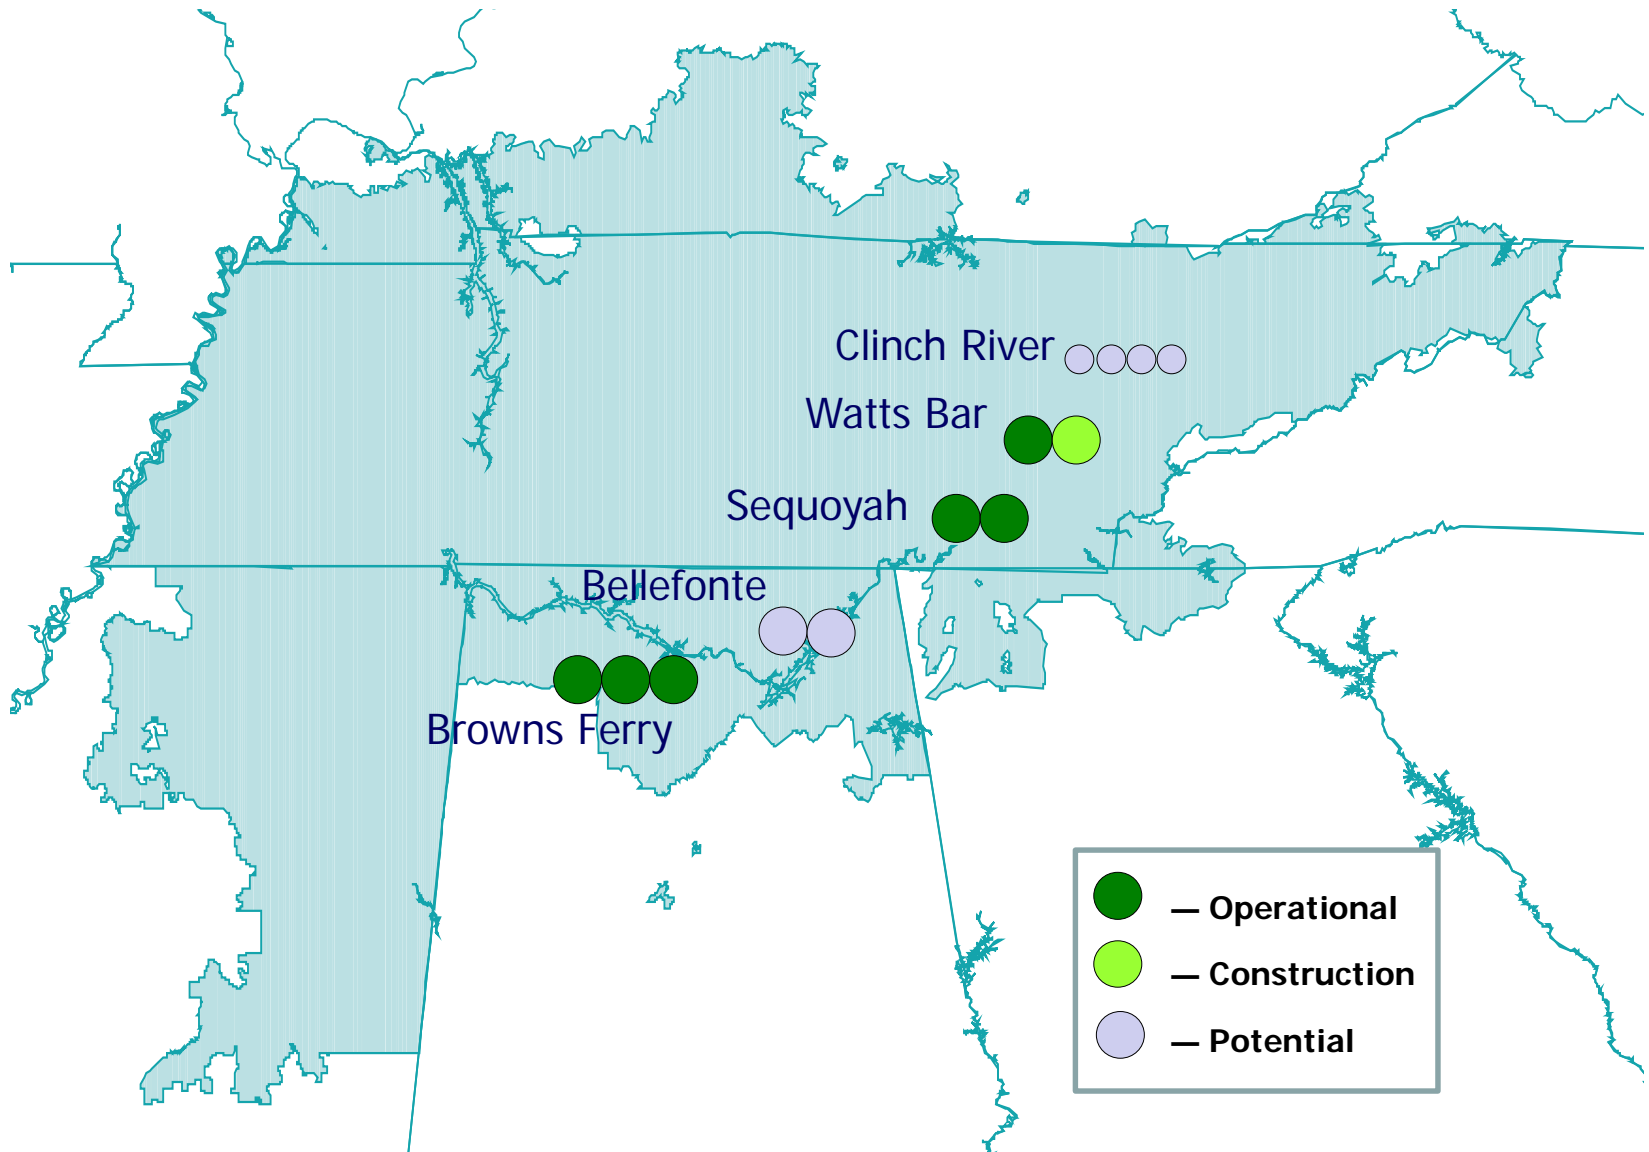 Clinch River
Watts Bar
Sequoyah
Bellefonte
Browns Ferry
— Operational
— Construction
— Potential